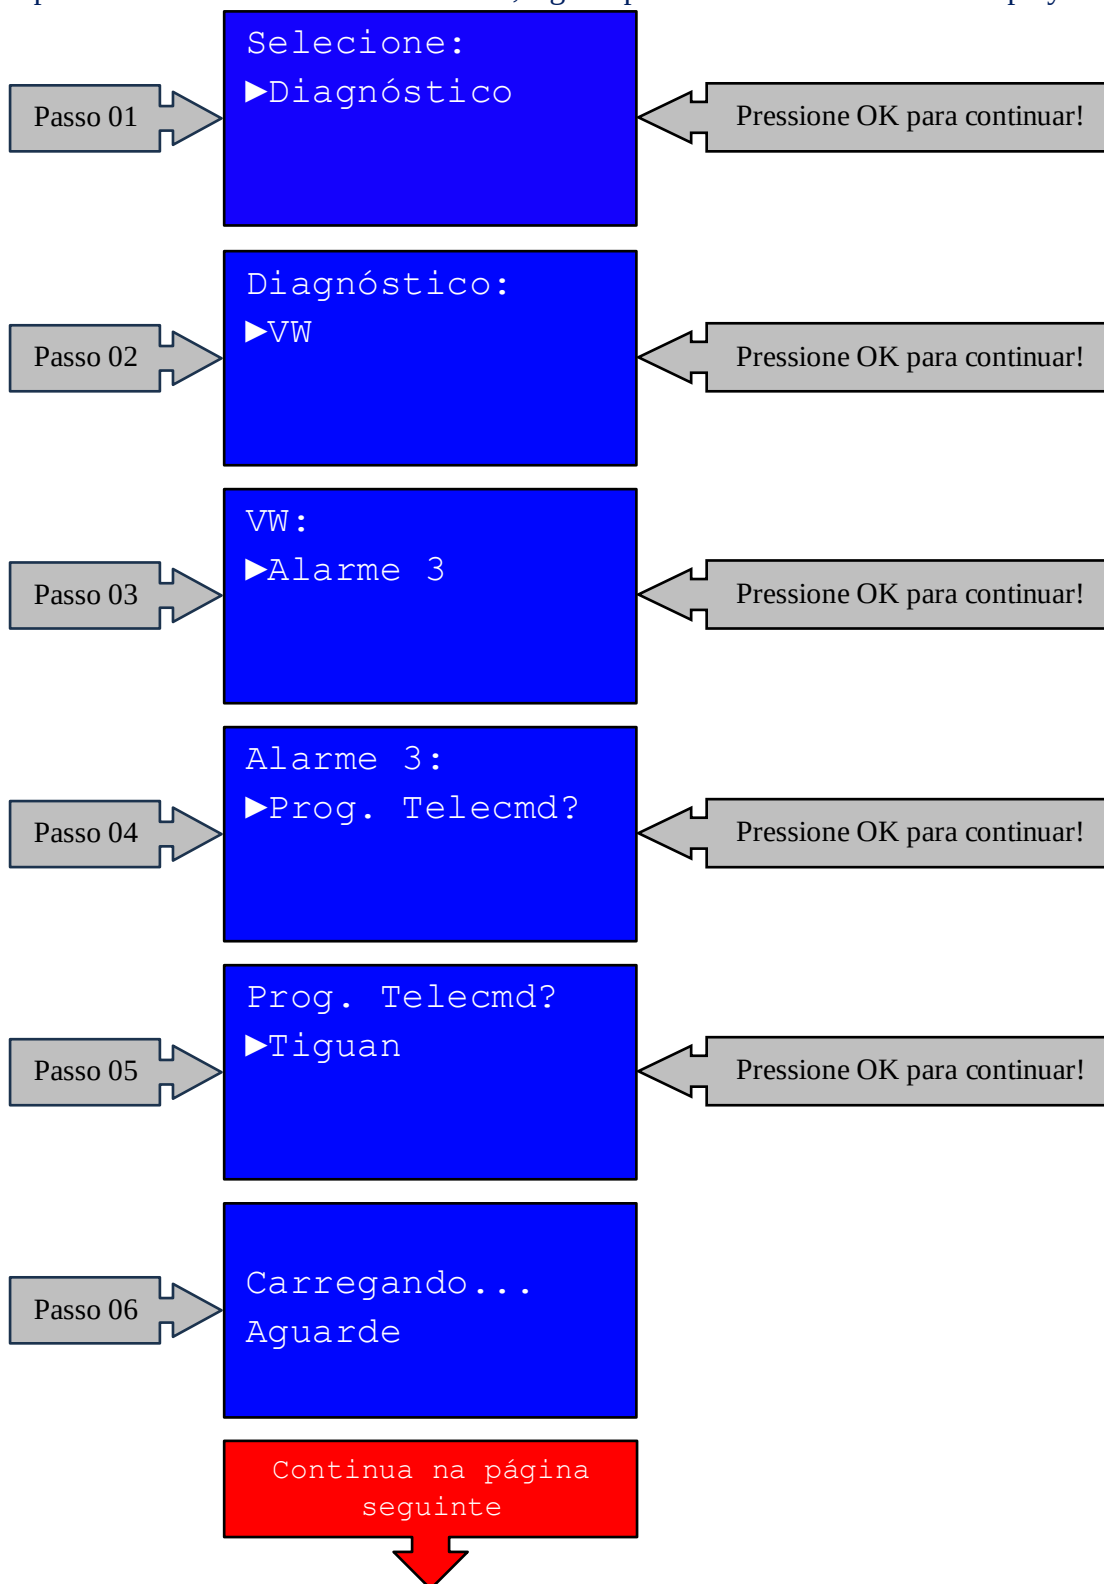 Selecione:
Passo 01
►Diagnóstico
Pressione OK para continuar!
Diagnóstico:
Passo 02
►VW
Pressione OK para continuar!
VW:
Passo 03
►Alarme 3
Pressione OK para continuar!
Alarme 3:
Passo 04
►Prog. Telecmd?
Pressione OK para continuar!
Prog. Telecmd?
Passo 05
►Tiguan
Pressione OK para continuar!
Passo 06
Carregando...
Aguarde
Continua na página
seguinte